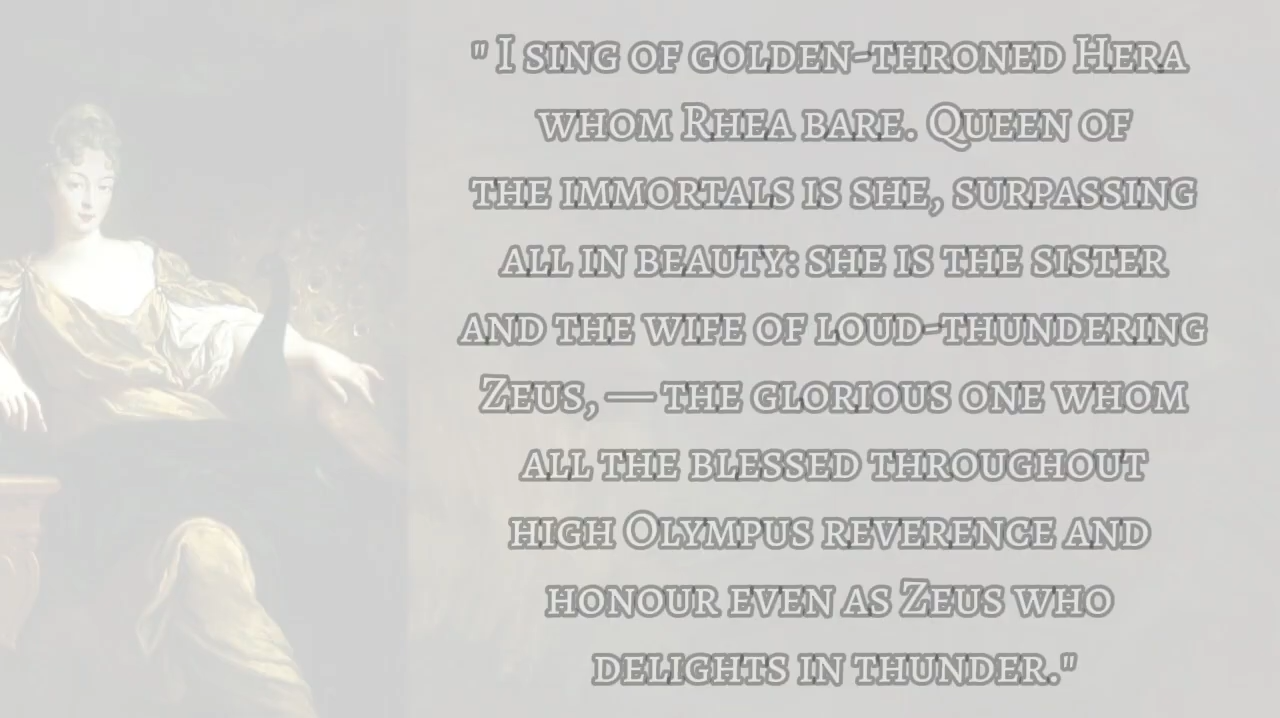 " I sing of golden-throned Hera
whom Rhea bare. Queen of
the immortals is she, surpassing
all in beauty: she is the sister
and the wife of loud-thundering
Zeus, — the glorious one whom
all the blessed throughout
high Olympus reverence and
honour even as Zeus who
delights in thunder."